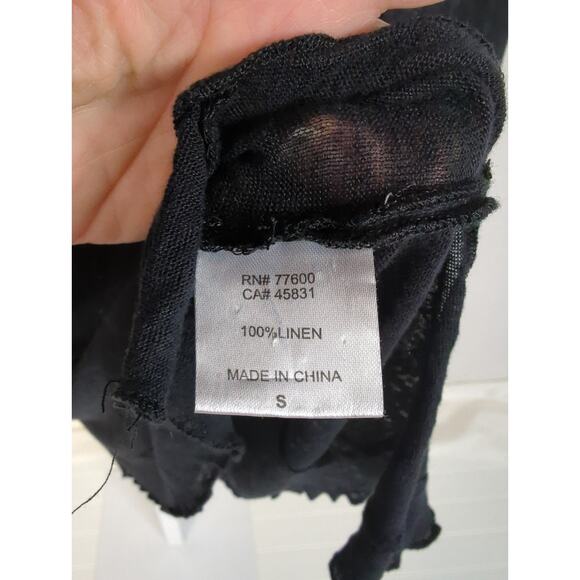 RN# 77600
CA# 45831
100%LINEN
MADE IN CHINA
S